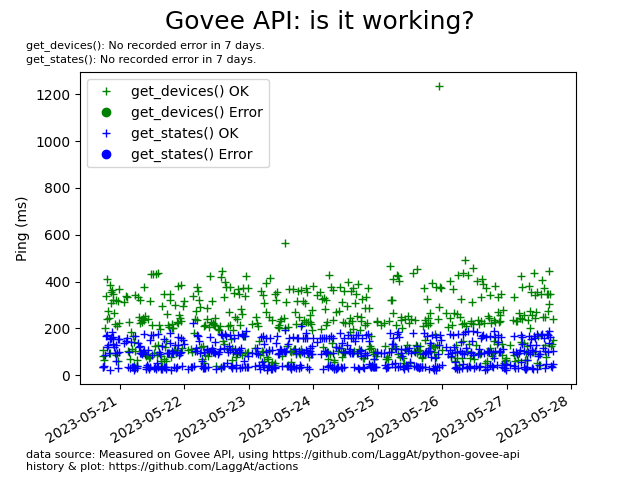 Govee API: is it working?
get_devices(): No recorded error in 7 days.
get_states(): No recorded error in 7 days.
get_devices() OK
get_devices() Error
get_states() OK
get_states() Error
Ping (ms)
1200
1000
800
600
400
200
0
2023-05-21
2023-05-22
2023-05-23
2023-05-24
2023-05-25
2023-05-26
2023-05-27
2023-05-28
data source: Measured on Govee API, using https://github.com/LaggAt/python-govee-api
history & plot: https://github.com/LaggAt/actions